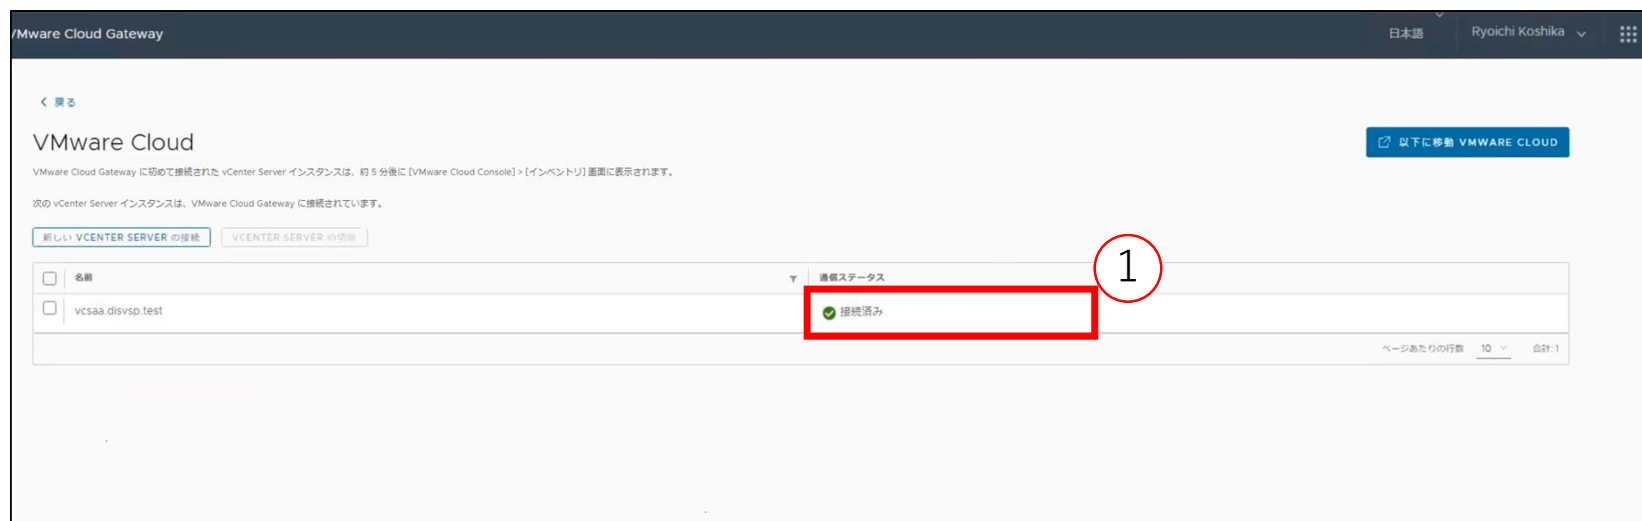 VMware Cloud Gateway
日本語
Ryoichi Koshika
戻る
VMware Cloud
以下に移動 VMWARE CLOUD
VMware Cloud Gateway に初めて接続された vCenter Server インスタンスは、約 5 分後に [VMware Cloud Console] > [インベントリ] 画面に表示されます。
次の vCenter Server インスタンスは、VMware Cloud Gateway に接続されています。
新しい VCENTER SERVER の接続
VCENTER SERVER の切断
名前
通信ステータス
1
vcsaa.disvsp.test
接続済み
ページあたりの行数 10 合計: 1